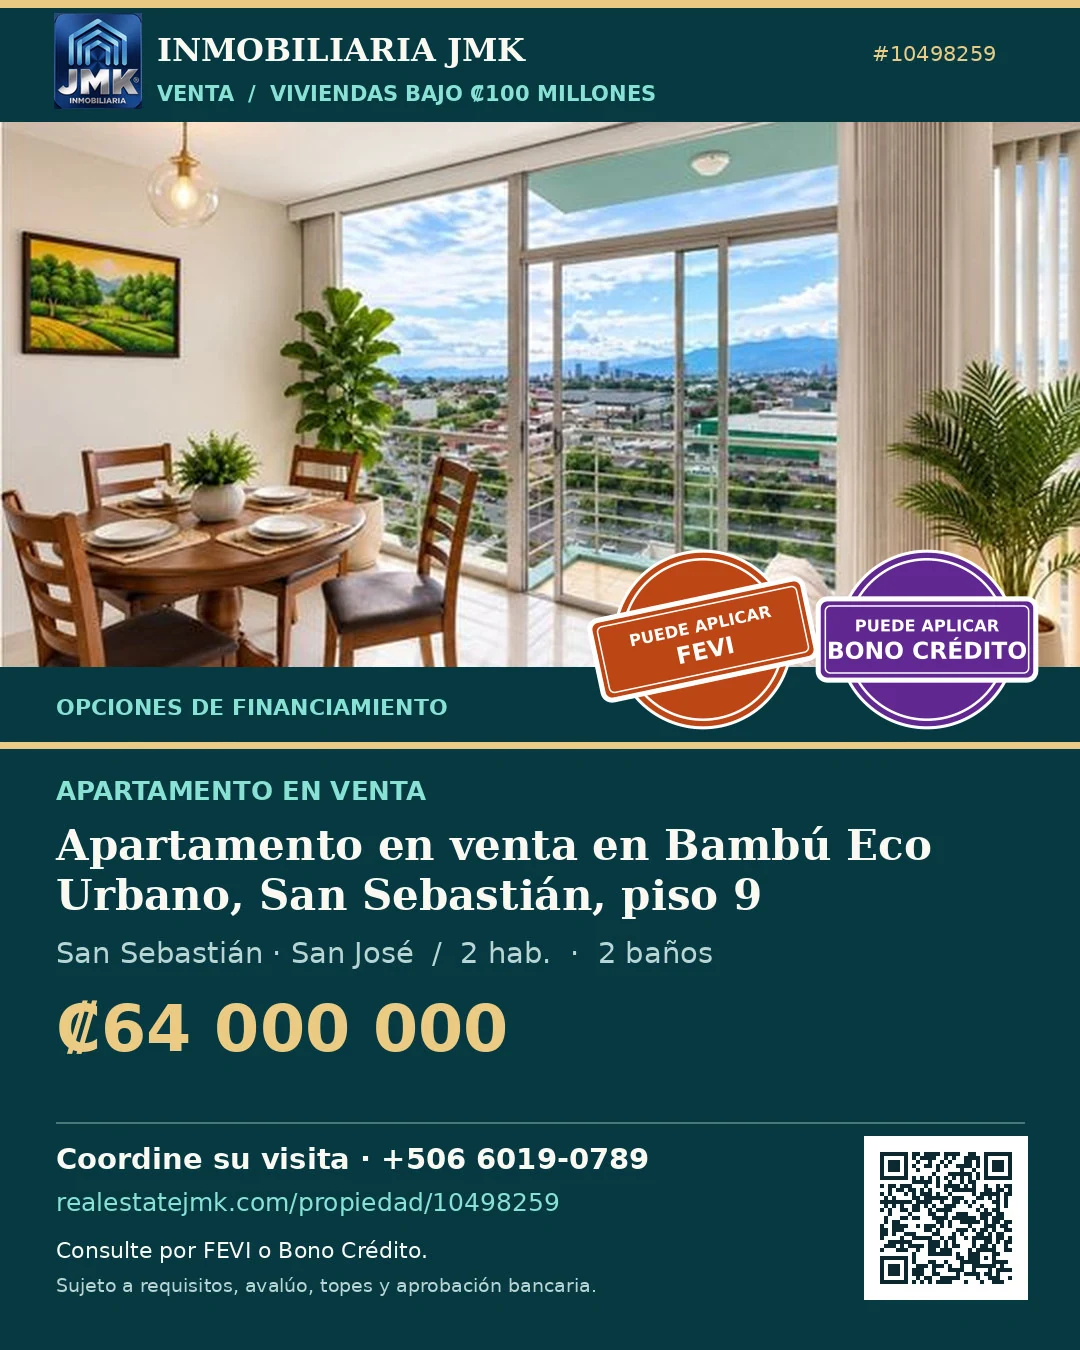 JMK
INMOBILIARIA
INMOBILIARIA JMK
#10498259
VENTA / VIVIENDAS BAJO ₡100 MILLONES
PUEDE APLICAR
FEVI
PUEDE APLICAR
BONO CRÉDITO
OPCIONES DE FINANCIAMIENTO
APARTAMENTO EN VENTA
Apartamento en venta en Bambú Eco
Urbano, San Sebastián, piso 9
San Sebastián · San José / 2 hab. · 2 baños
₡64 000 000
Coordine su visita · +506 6019-0789
realestatejmk.com/propiedad/10498259
Consulte por FEVI o Bono Crédito.
Sujeto a requisitos, avalúo, topes y aprobación bancaria.